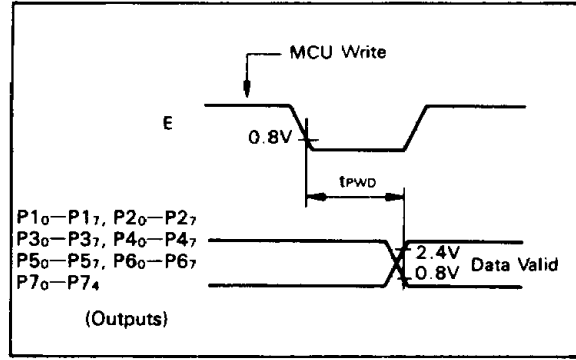 MCU Write
E
0.8V
tPWD
P1₀—P1₇, P2₀—P2₇
P3₀—P3₇, P4₀—P4₇
P5₀—P5₇, P6₀—P6₇
P7₀—P7₄
(Outputs)
2.4V
0.8V
Data Valid